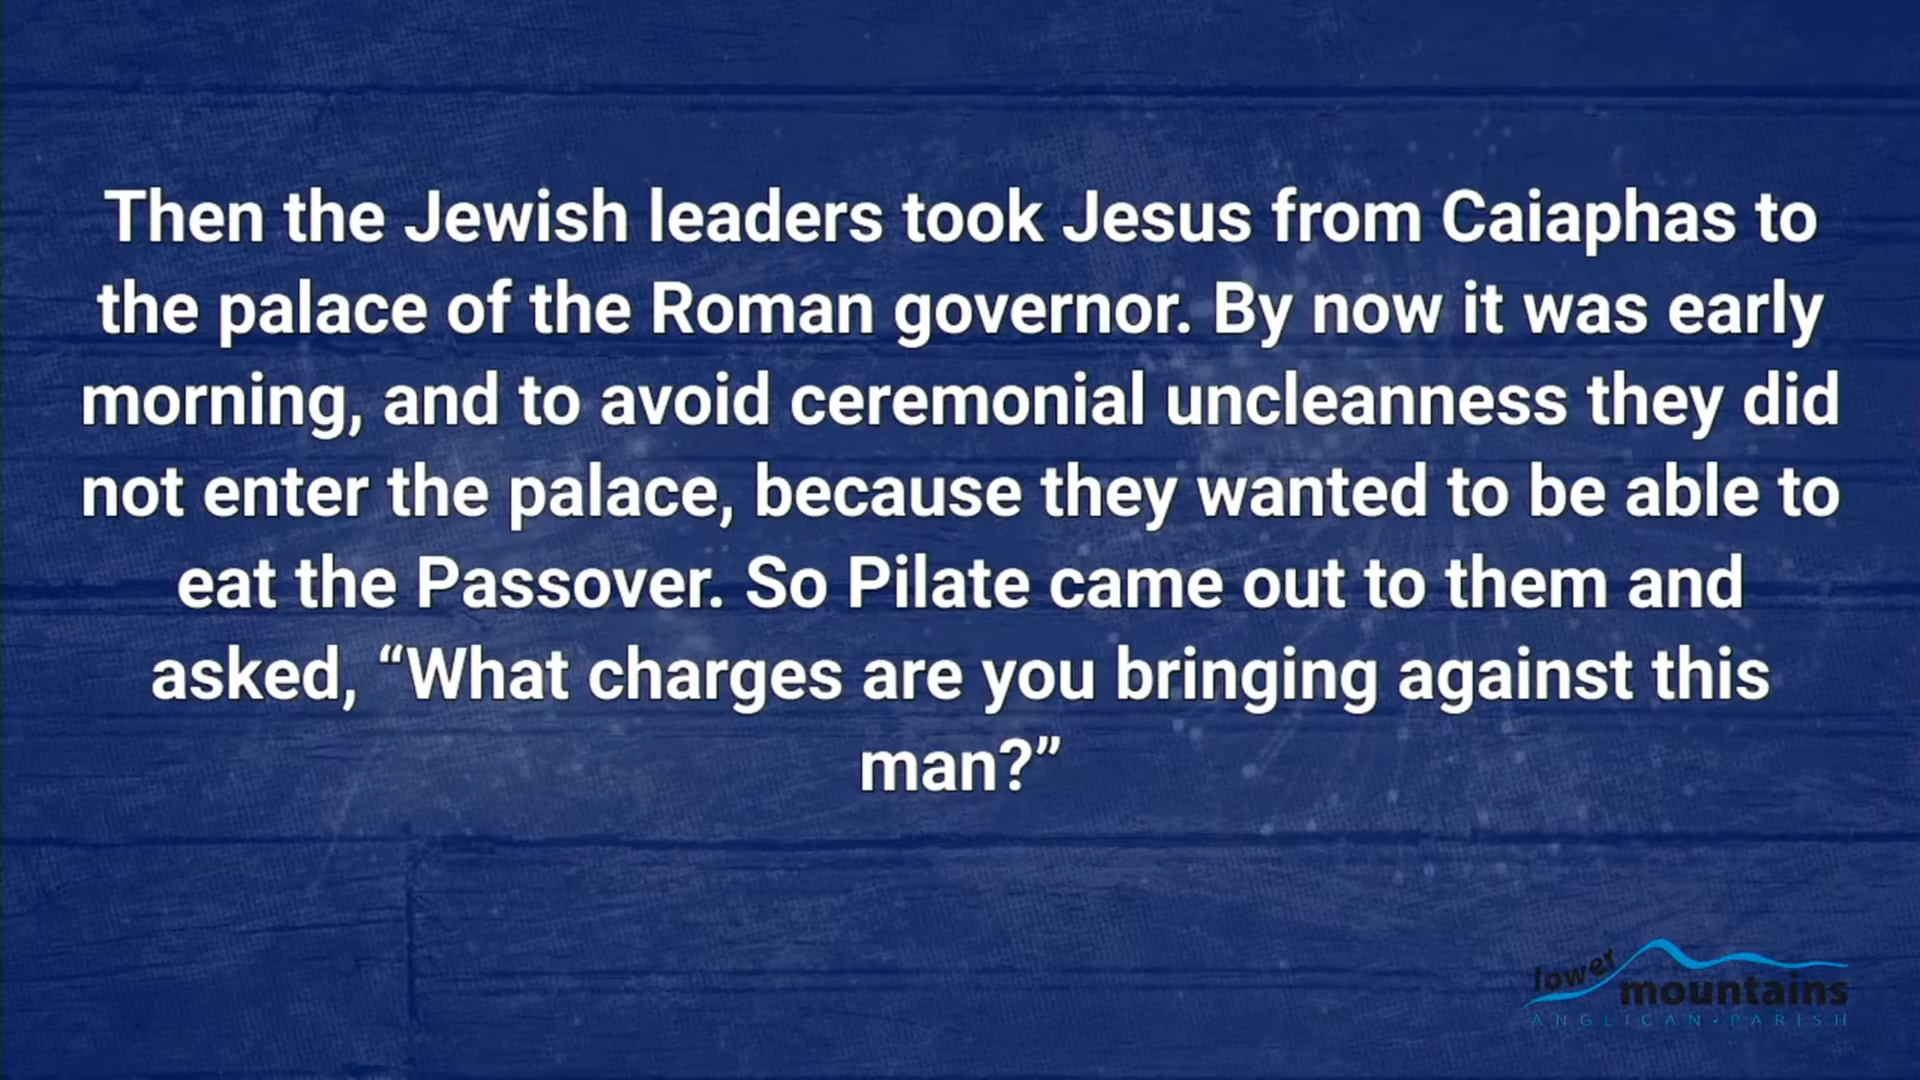 Then the Jewish leaders took Jesus from Caiaphas to
the palace of the Roman governor. By now it was early
morning, and to avoid ceremonial uncleanness they did
not enter the palace, because they wanted to be able to
eat the Passover. So Pilate came out to them and
asked, “What charges are you bringing against this
man?”
lower
mountains
ANGLICAN•PARISH